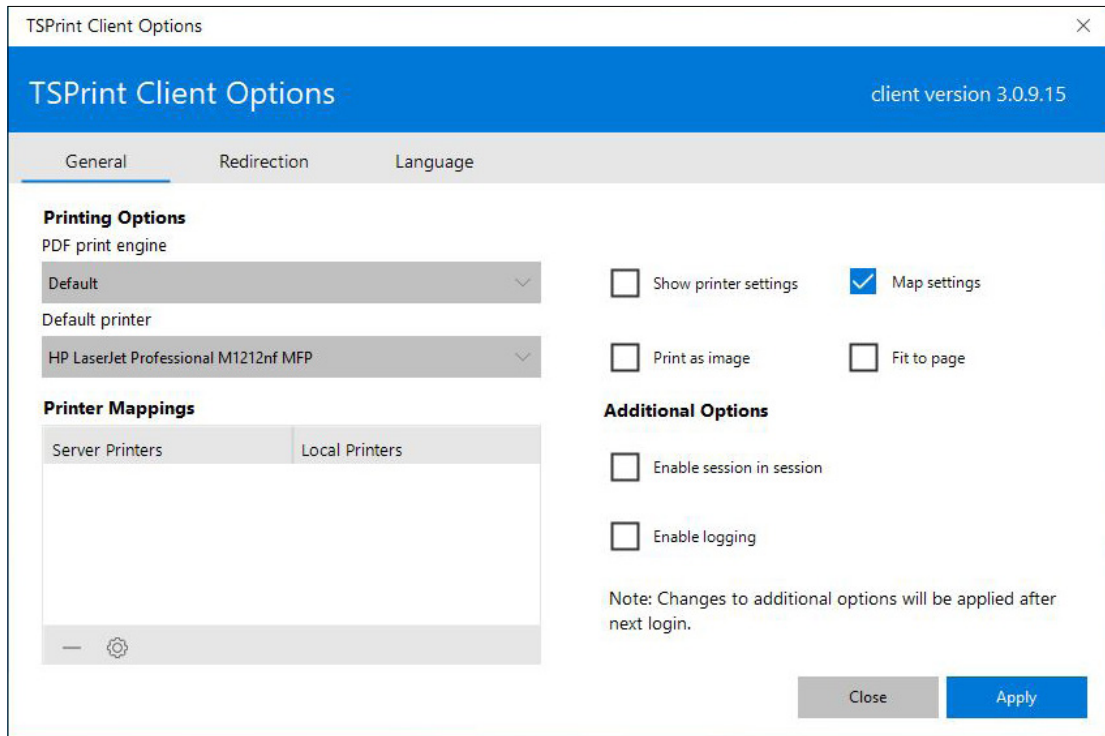 TSPrint Client Options
TSPrint Client Options
client version 3.0.9.15
General
Redirection
Language
Printing Options
PDF print engine
Default
Default printer
HP LaserJet Professional M1212nf MFP
Show printer settings
Map settings
Print as image
Fit to page
Printer Mappings
Server Printers
Local Printers
Additional Options
Enable session in session
Enable logging
Note: Changes to additional options will be applied after
next login.
Close
Apply